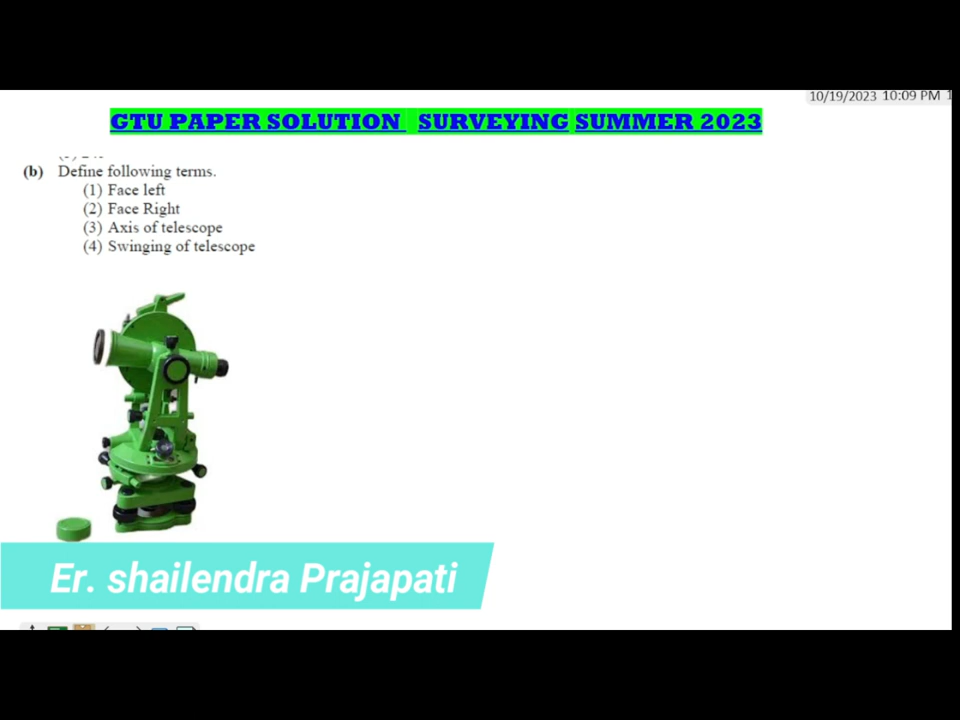 10/19/2023 10:09 PM
GTU PAPER SOLUTION SURVEYING SUMMER 2023
(b) Define following terms.
(1) Face left
(2) Face Right
(3) Axis of telescope
(4) Swinging of telescope
Er. shailendra Prajapati